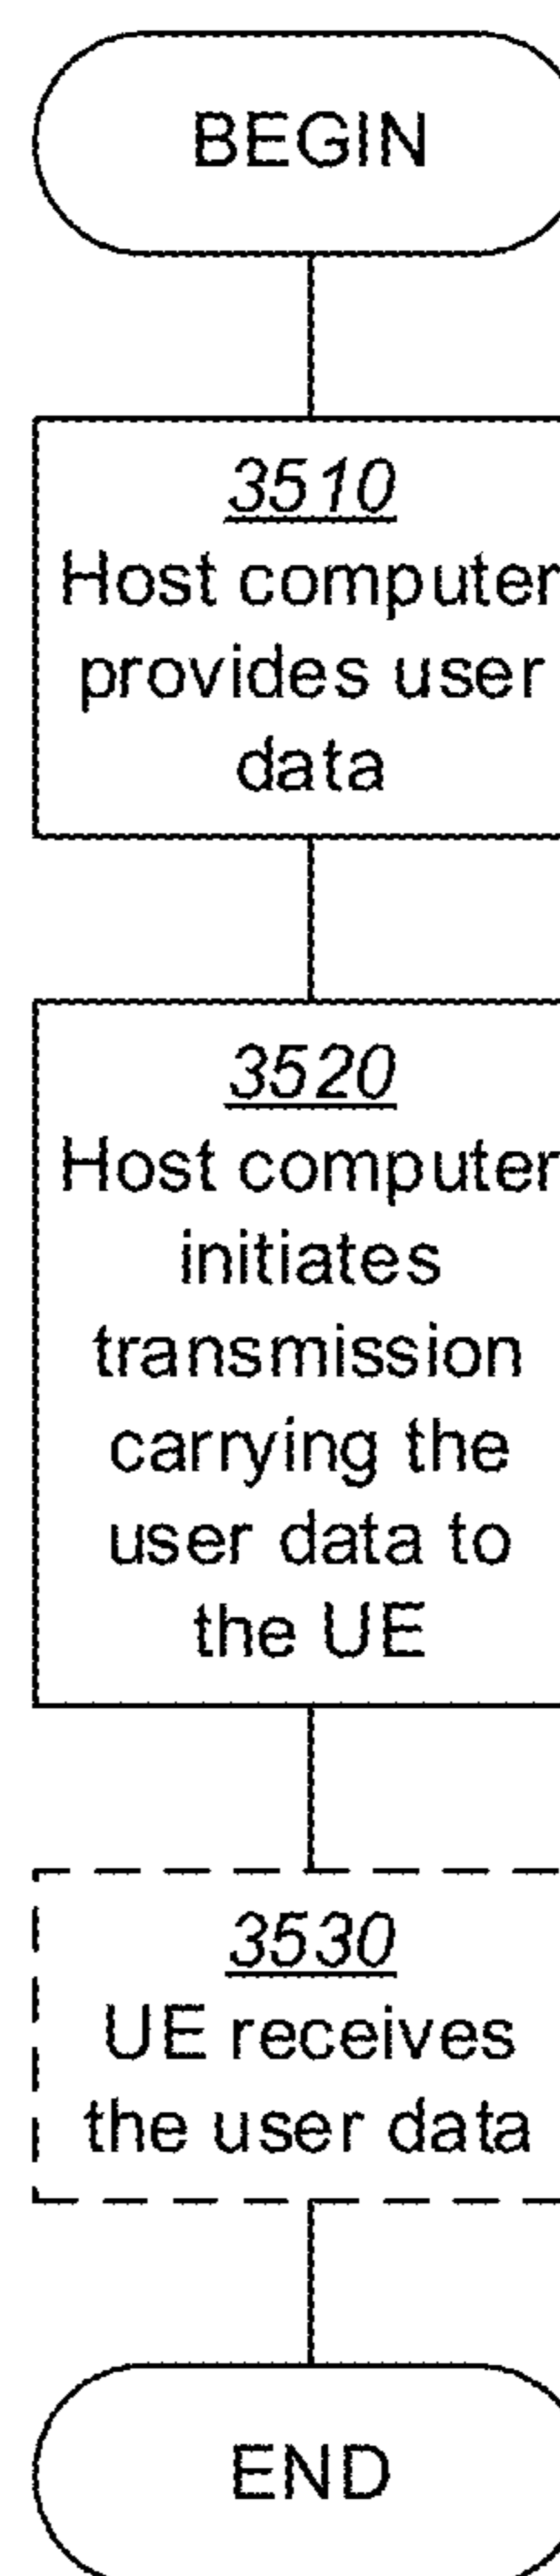 BEGIN
3510
Host computer
provides user
data
3520
Host computer
initiates
transmission
carrying the
user data to
the UE
3530
UE receives
the user data
END